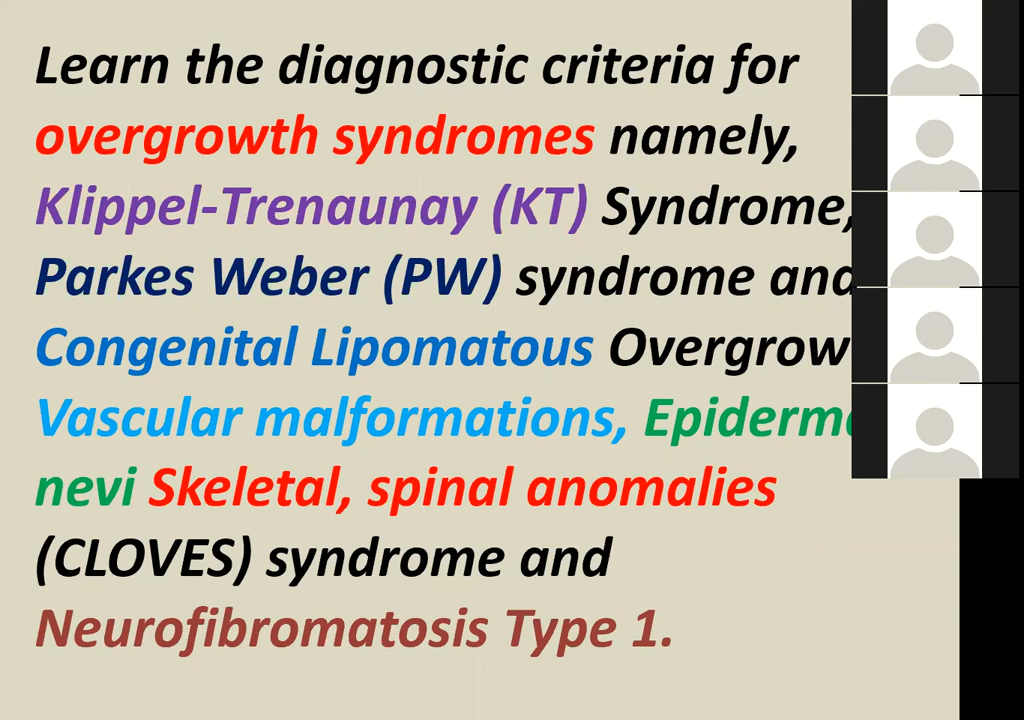 Learn the diagnostic criteria for
overgrowth syndromes namely,
Klippel-Trenaunay (KT) Syndrome,
Parkes Weber (PW) syndrome and
Congenital Lipomatous Overgrow
Vascular malformations,
nevi Skeletal, spinal anomalies
(CLOVES) syndrome and
Neurofibromatosis Type 1.